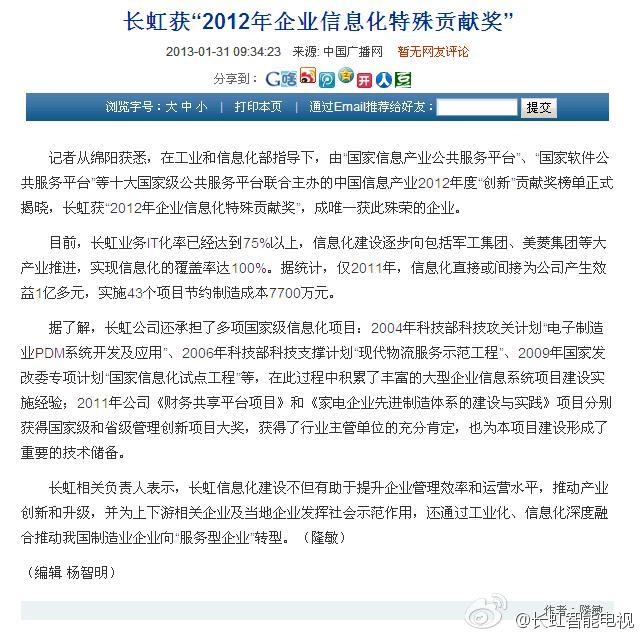 长虹获“2012年企业信息化特殊贡献奖”
2013-01-31 09:34:23 来源: 中国广播网 暂无网友评论
分享到：
浏览字号：大 中 小 | 打印本页 | 通过Email推荐给好友： 提交
记者从绵阳获悉，在工业和信息化部指导下，由“国家信息产业公共服务平台”、“国家软件公
共服务平台”等十大国家级公共服务平台联合主办的中国信息产业2012年度“创新”贡献奖榜单正式
揭晓，长虹获“2012年企业信息化特殊贡献奖”，成唯一获此殊荣的企业。
目前，长虹业务IT化率已经达到75%以上，信息化建设逐步向包括军工集团、美菱集团等大
产业推进，实现信息化的覆盖率达100%。据统计，仅2011年，信息化直接或间接为公司产生效
益1亿多元，实施43个项目节约制造成本7700万元。
据了解，长虹公司还承担了多项国家级信息化项目：2004年科技部科技攻关计划“电子制造
业PDM系统开发及应用”、2006年科技部科技支撑计划“现代物流服务示范工程”、2009年国家发
改委专项计划“国家信息化试点工程”等，在此过程中积累了丰富的大型企业信息系统项目建设实
施经验；2011年公司《财务共享平台项目》和《家电企业先进制造体系的建设与实践》项目分别
获得国家级和省级管理创新项目大奖，获得了行业主管单位的充分肯定，也为本项目建设形成了
重要的技术储备。
长虹相关负责人表示，长虹信息化建设不但有助于提升企业管理效率和运营水平，推动产业
创新和升级，并为上下游相关企业及当地企业发挥社会示范作用，还通过工业化、信息化深度融
合推动我国制造业企业向“服务型企业”转型。（隆敏）
（编辑 杨智明）
作者：隆敏
@长虹智能电视